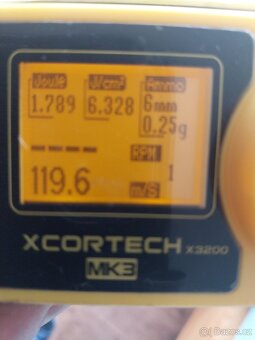 Joule J/cm² Ammo
1.789 6.328 6mm
0.25g
---- RPM
119.6 1
m/S
XCORTECH X3200
MK3